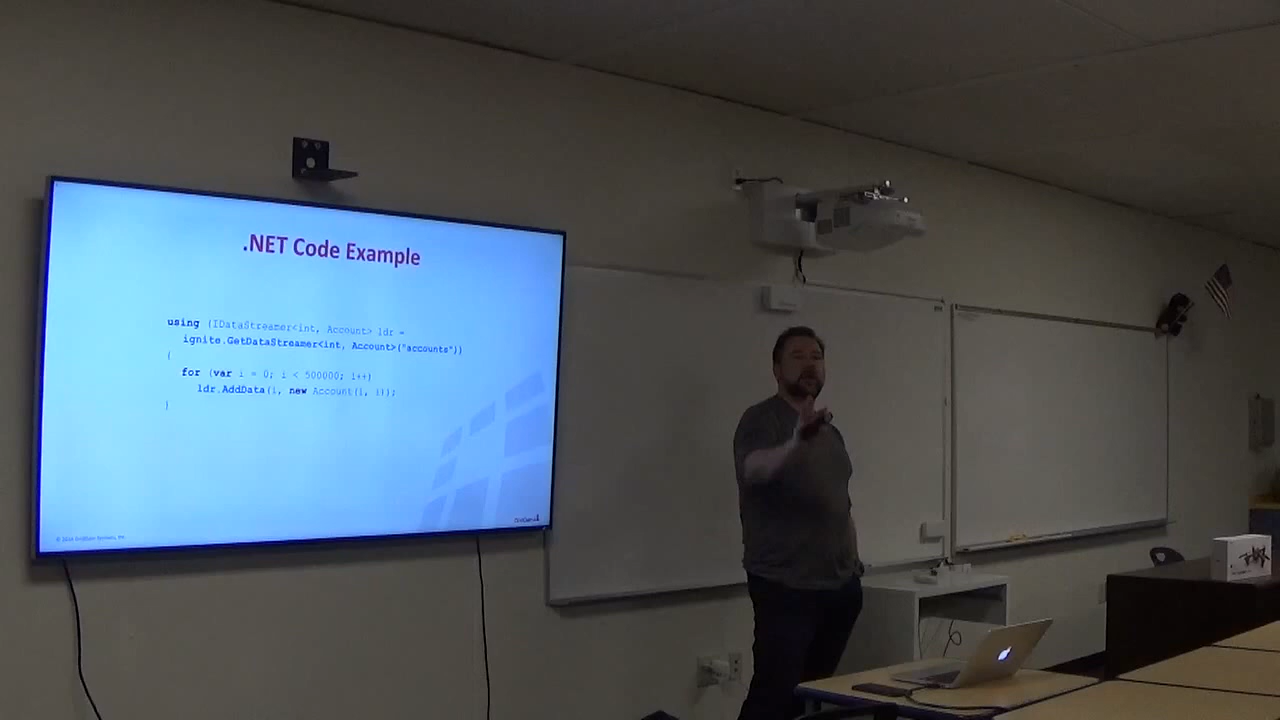 .NET Code Example
using (IDataStreamer<int, Account> ldr =
ignite.GetDataStreamer<int, Account>("accounts"))
{
for (var i = 0; i < 500000; i++)
ldr.AddData(i, new Account(i, i));
}